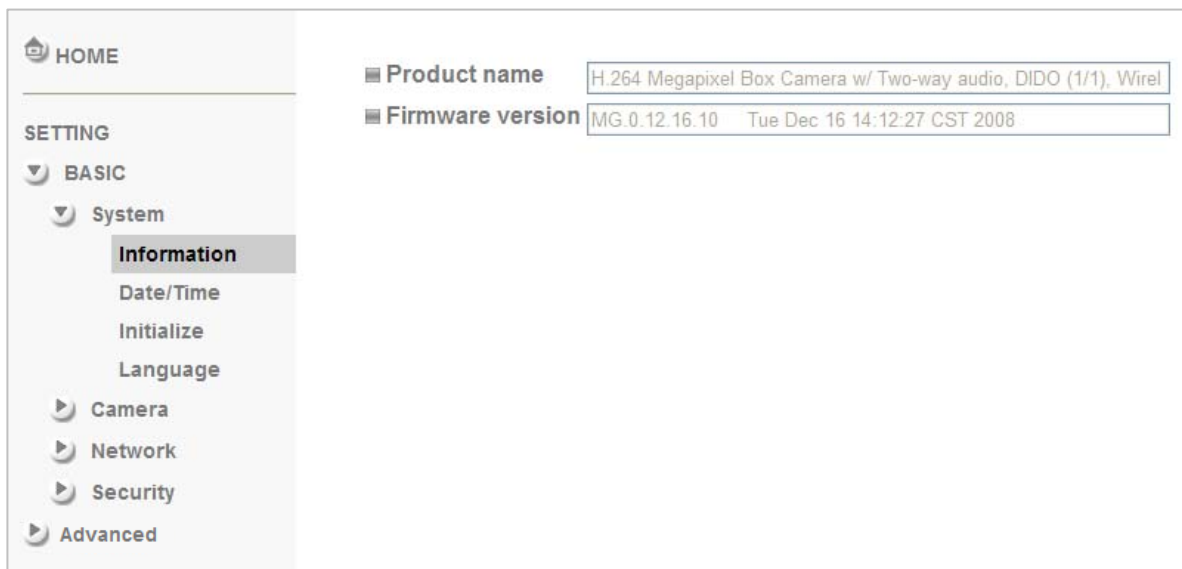 HOME
SETTING
BASIC
System
Information
Date/Time
Initialize
Language
Camera
Network
Security
Advanced
Product name H.264 Megapixel Box Camera w/ Two-way audio, DIDO (1/1), Wirel
Firmware version MG.0.12.16.10 Tue Dec 16 14:12:27 CST 2008